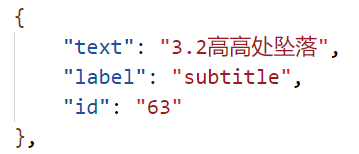 {
"text": "3.2高高处坠落",
"label": "subtitle",
"id": "63"
},